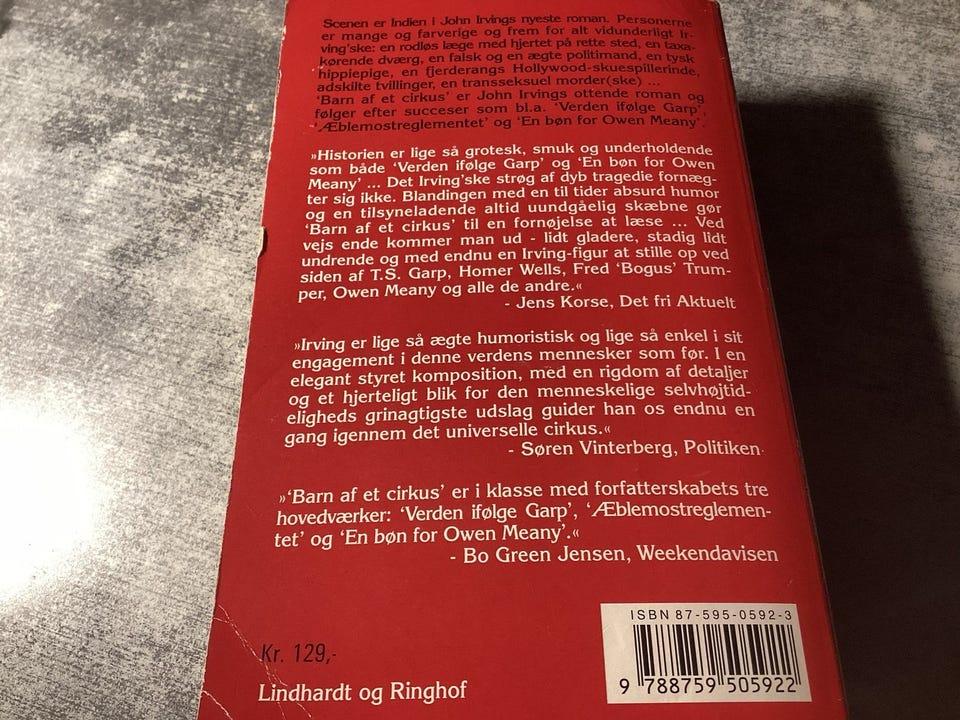 Scenen er Indien i John Irvings nyeste roman. Personerne
er mange og farverige og frem for alt vidunderligt Ir-
ving'ske: en rodløs læge med hjertet på rette sted, en taxa-
kørende dværg, en falsk og en ægte politimand, en tysk
hippiepige, en fjerderangs Hollywood-skuespillerinde,
adskilte tvillinger, en transseksuel morder(ske) ...
'Barn af et cirkus' er John Irvings ottende roman og
følger efter succeser som bl.a. 'Verden ifølge Garp',
'Æblemostreglementet' og 'En bøn for Owen Meany'.
»Historien er lige så grotesk, smuk og underholdende
som både 'Verden ifølge Garp' og 'En bøn for Owen
Meany' ... Det Irving'ske strøg af dyb tragedie fornæg-
ter sig ikke. Blandingen med en til tider absurd humor
og en tilsyneladende altid uundgåelig skæbne gør
'Barn af et cirkus' til en fornøjelse at læse ... Ved
vejs ende kommer man ud - lidt gladere, stadig lidt
undrende og med endnu en Irving-figur at stille op ved
siden af T.S. Garp, Homer Wells, Fred 'Bogus' Trum-
per, Owen Meany og alle de andre.«
- Jens Korse, Det fri Aktuelt
»Irving er lige så ægte humoristisk og lige så enkel i sit
engagement i denne verdens mennesker som før. I en
elegant styret komposition, med en rigdom af detaljer
og et hjerteligt blik for den menneskelige selvhøjtid-
eligheds grinagtigste udslag guider han os endnu en
gang igennem det universelle cirkus.«
- Søren Vinterberg, Politiken
»'Barn af et cirkus' er i klasse med forfatterskabets tre
hovedværker: 'Verden ifølge Garp', 'Æblemostreglemen-
tet' og 'En bøn for Owen Meany'.«
- Bo Green Jensen, Weekendavisen
ISBN 87-595-0592-3
Kr. 129,-
9 788759 505922
Lindhardt og Ringhof